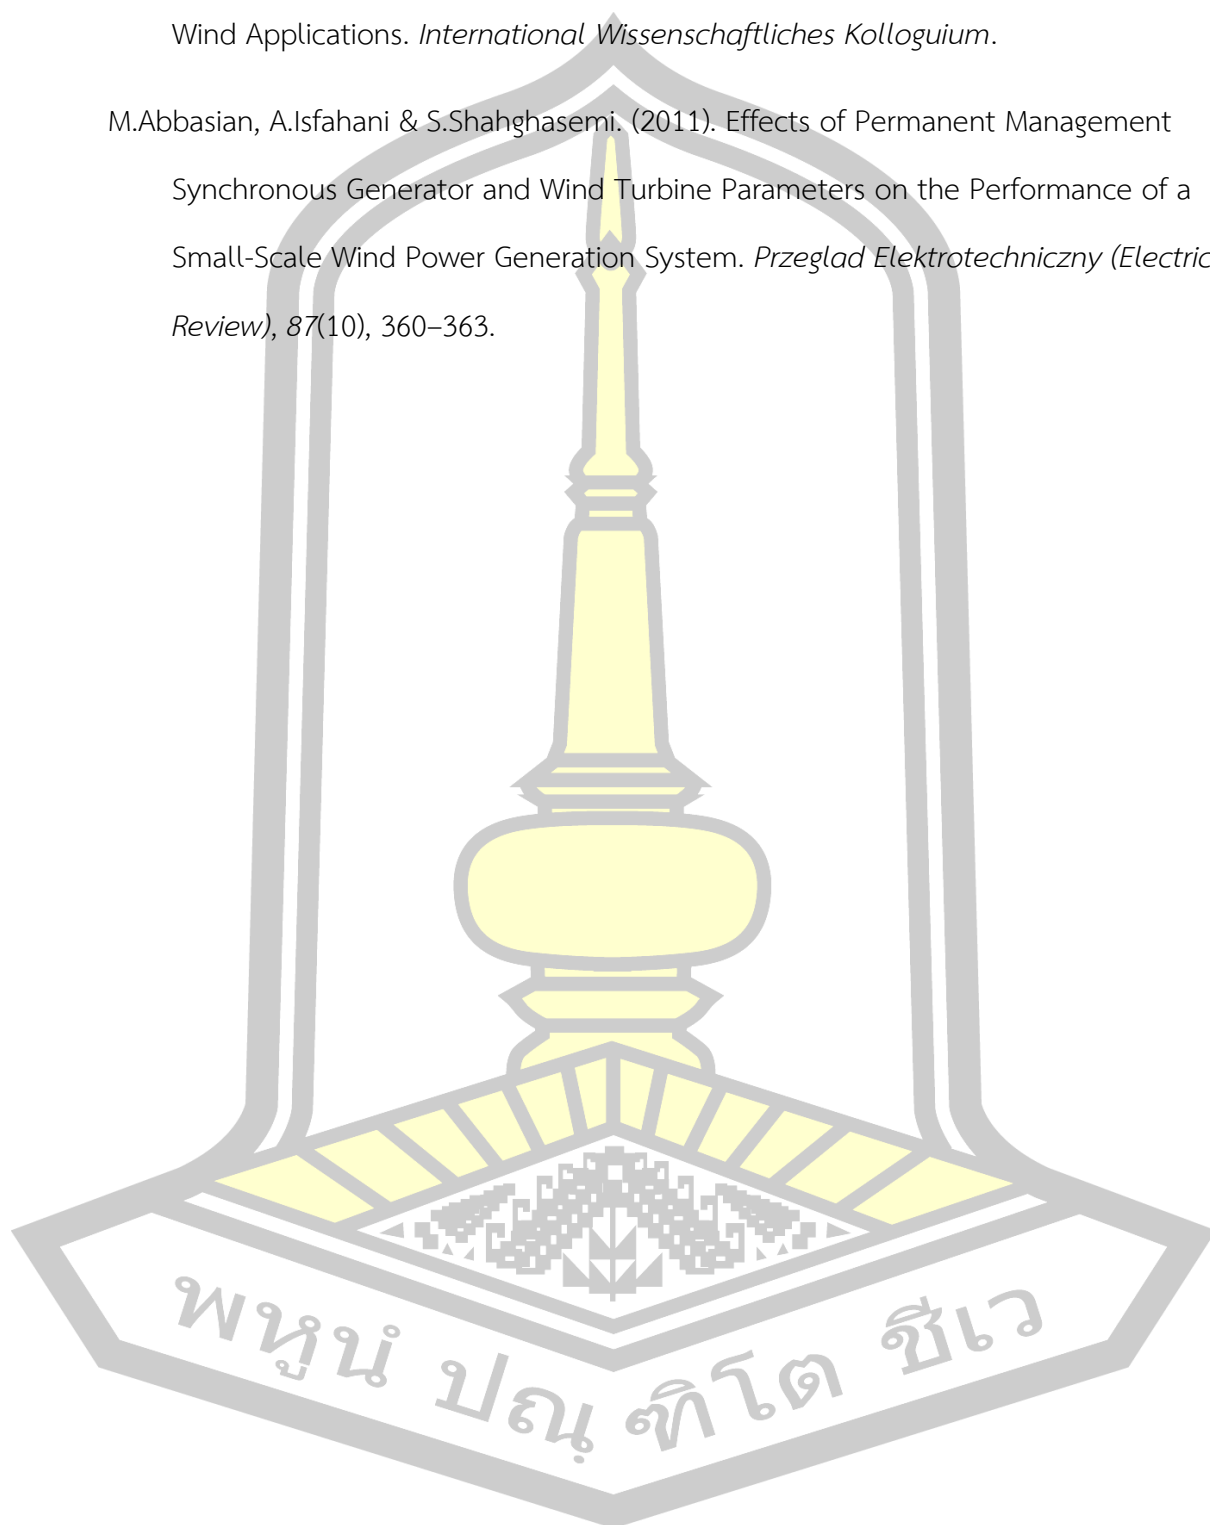 Wind Applications. International Wissenschaftliches Kolloguium.
M.Abbasian, A.Isfahani & S.Shahghasemi. (2011). Effects of Permanent Management
Synchronous Generator and Wind Turbine Parameters on the Performance of a
Small-Scale Wind Power Generation System. Przeglad Elektrotechniczny (Electric
Review), 87(10), 360–363.
พหูนํ ปณฺฑิโต ชีเว